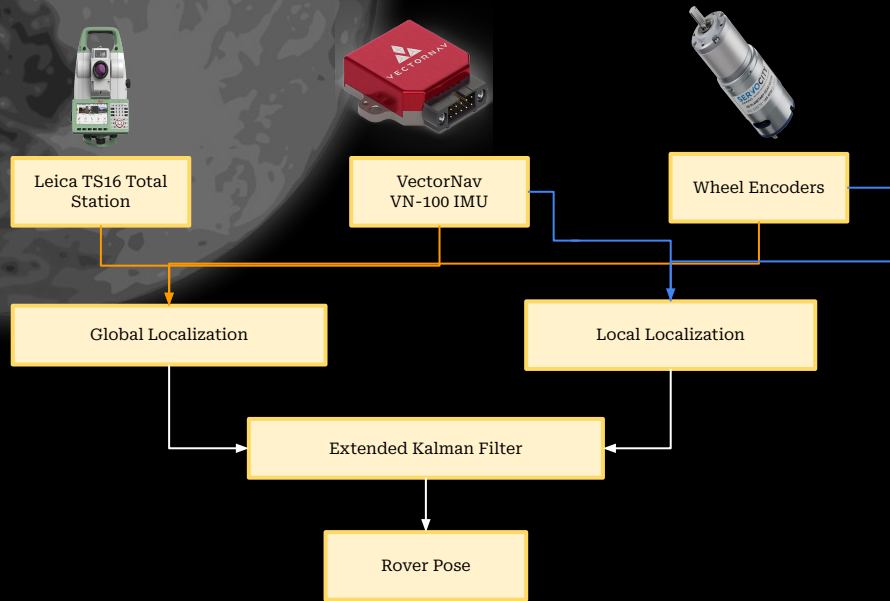 VECTORNAV
SERVOCITY
Leica TS16 Total
Station
VectorNav
VN-100 IMU
Wheel Encoders
Global Localization
Local Localization
Extended Kalman Filter
Rover Pose